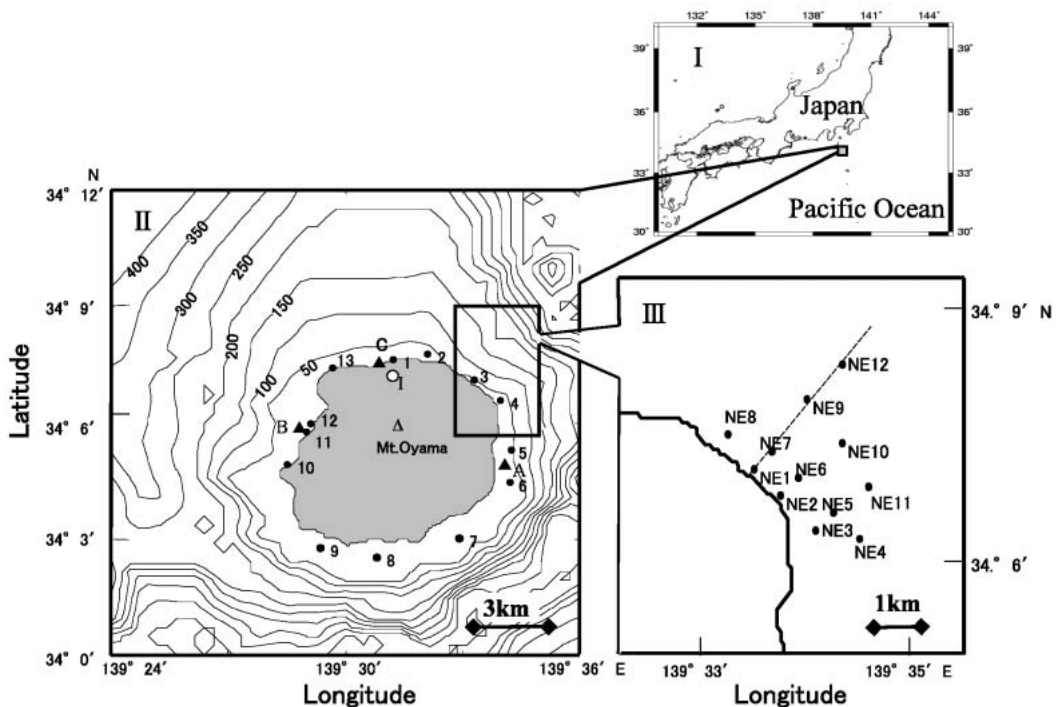 132° 135° 138° 141° 144°
39° 39°
36° 36°
33° 33°
30° 30°
I
Japan
Pacific Ocean
N
34° 12′
34° 9′
34° 6′
34° 3′
34° 0′
Latitude
II
400
350
300
250
200
150
100
50
C
1
2
3
4
5
A
6
7
8
9
10
11
12
B
13
I
Δ
Mt.Oyama
3km
139° 24′ 139° 30′ 139° 36′ E
Longitude
III
34.° 9′ N
34.° 6′
NE12
NE9
NE8
NE7
NE10
NE6
NE1
NE11
NE2
NE5
NE3
NE4
1km
139° 33′ 139° 35′ E
Longitude